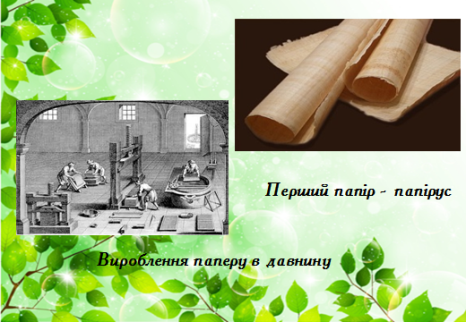 Перший папір - папірус
Вироблення паперу в давнину